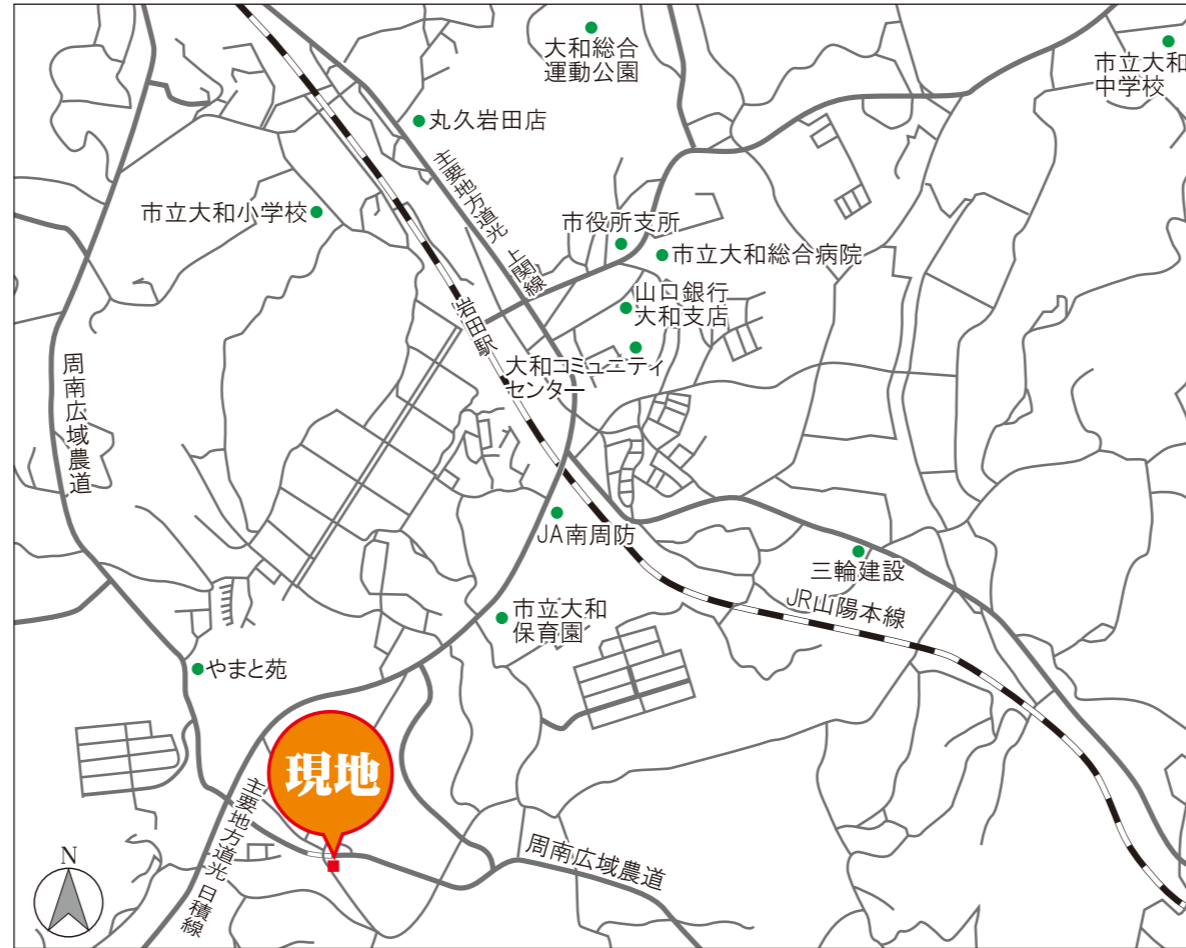 大和総合
運動公園
市立大和
中学校
丸久岩田店
主要地方道光 上関線
市立大和小学校
市役所支所
市立大和総合病院
山口銀行
大和支店
岩田駅
大和コミュニティ
センター
周南広域農道
JA南周防
三輪建設
JR山陽本線
市立大和
保育園
やまと苑
現地
主要地方道光 日積線
周南広域農道
N